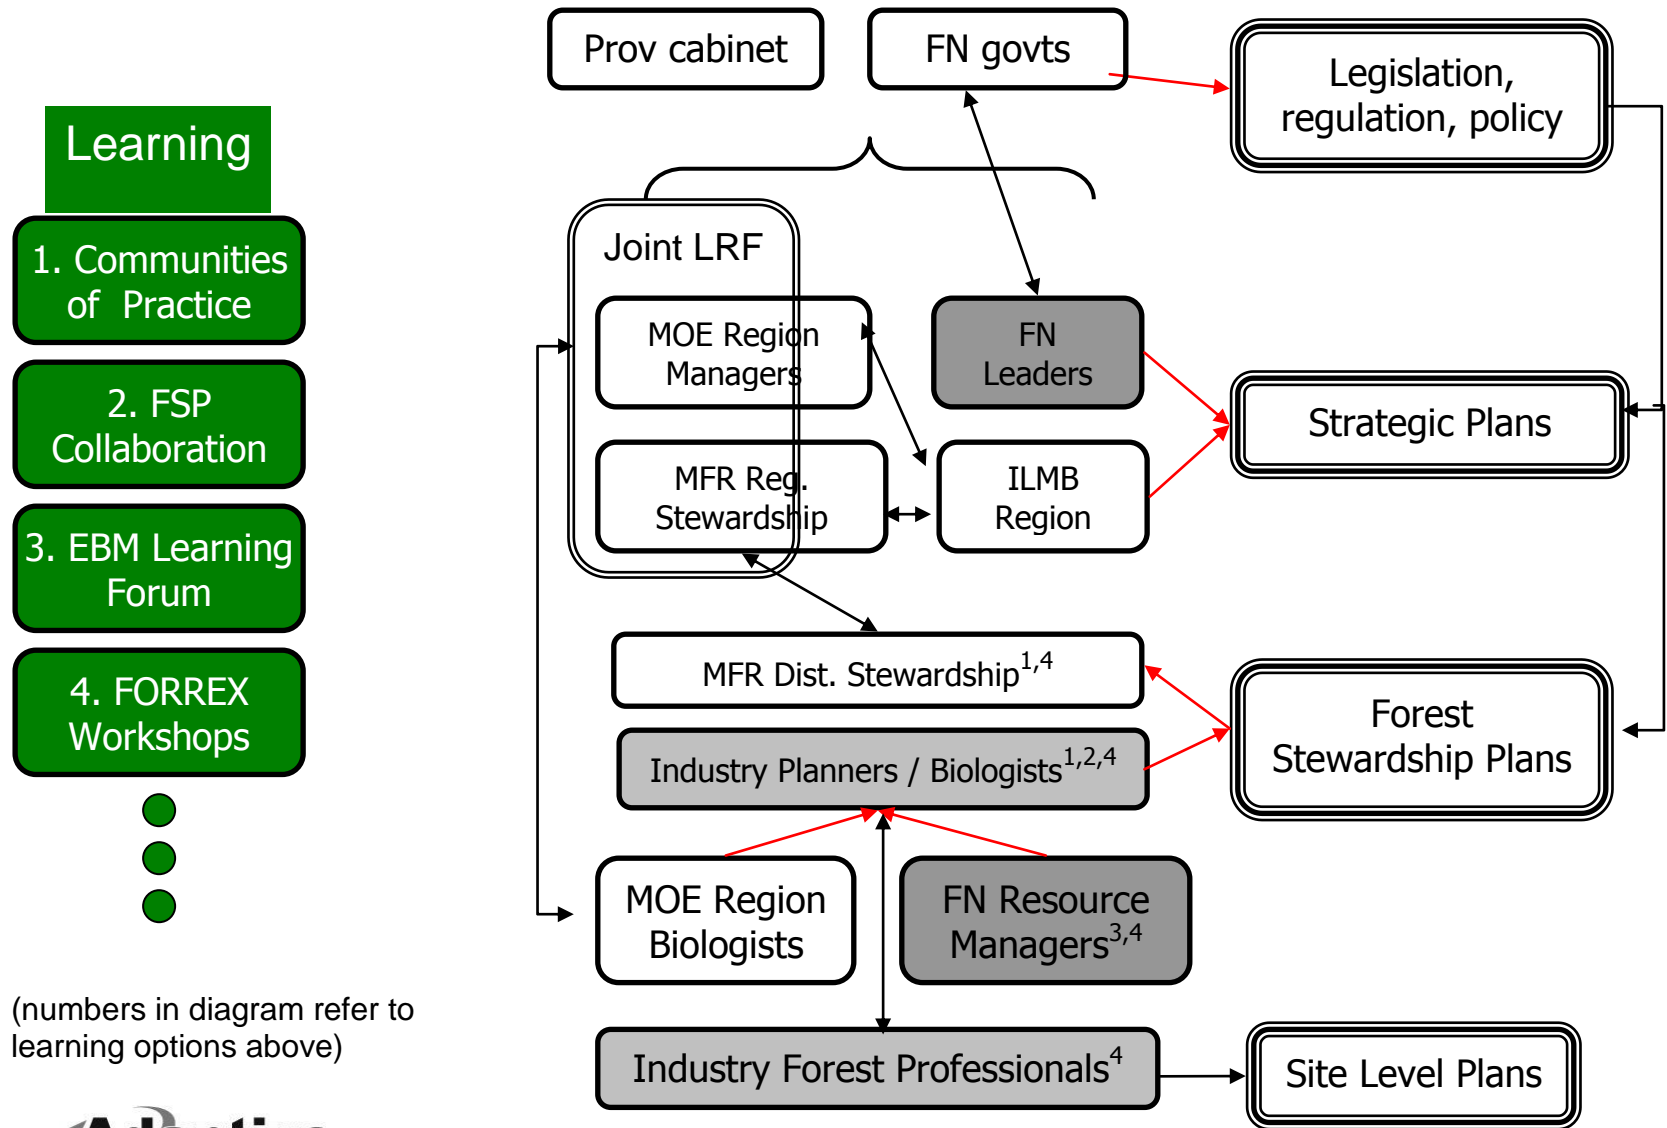 Learning
1. Communities
of Practice
2. FSP
Collaboration
3. EBM Learning
Forum
4. FORREX
Workshops
(numbers in diagram refer to
learning options above)
Prov cabinet
FN govts
Legislation,
regulation, policy
Joint LRF
MOE Region
Managers
FN
Leaders
Strategic Plans
MFR Reg.
Stewardship
ILMB
Region
MFR Dist. Stewardship1,4
Industry Planners / Biologists1,2,4
Forest
Stewardship Plans
MOE Region
Biologists
FN Resource
Managers3,4
Industry Forest Professionals4
Site Level Plans